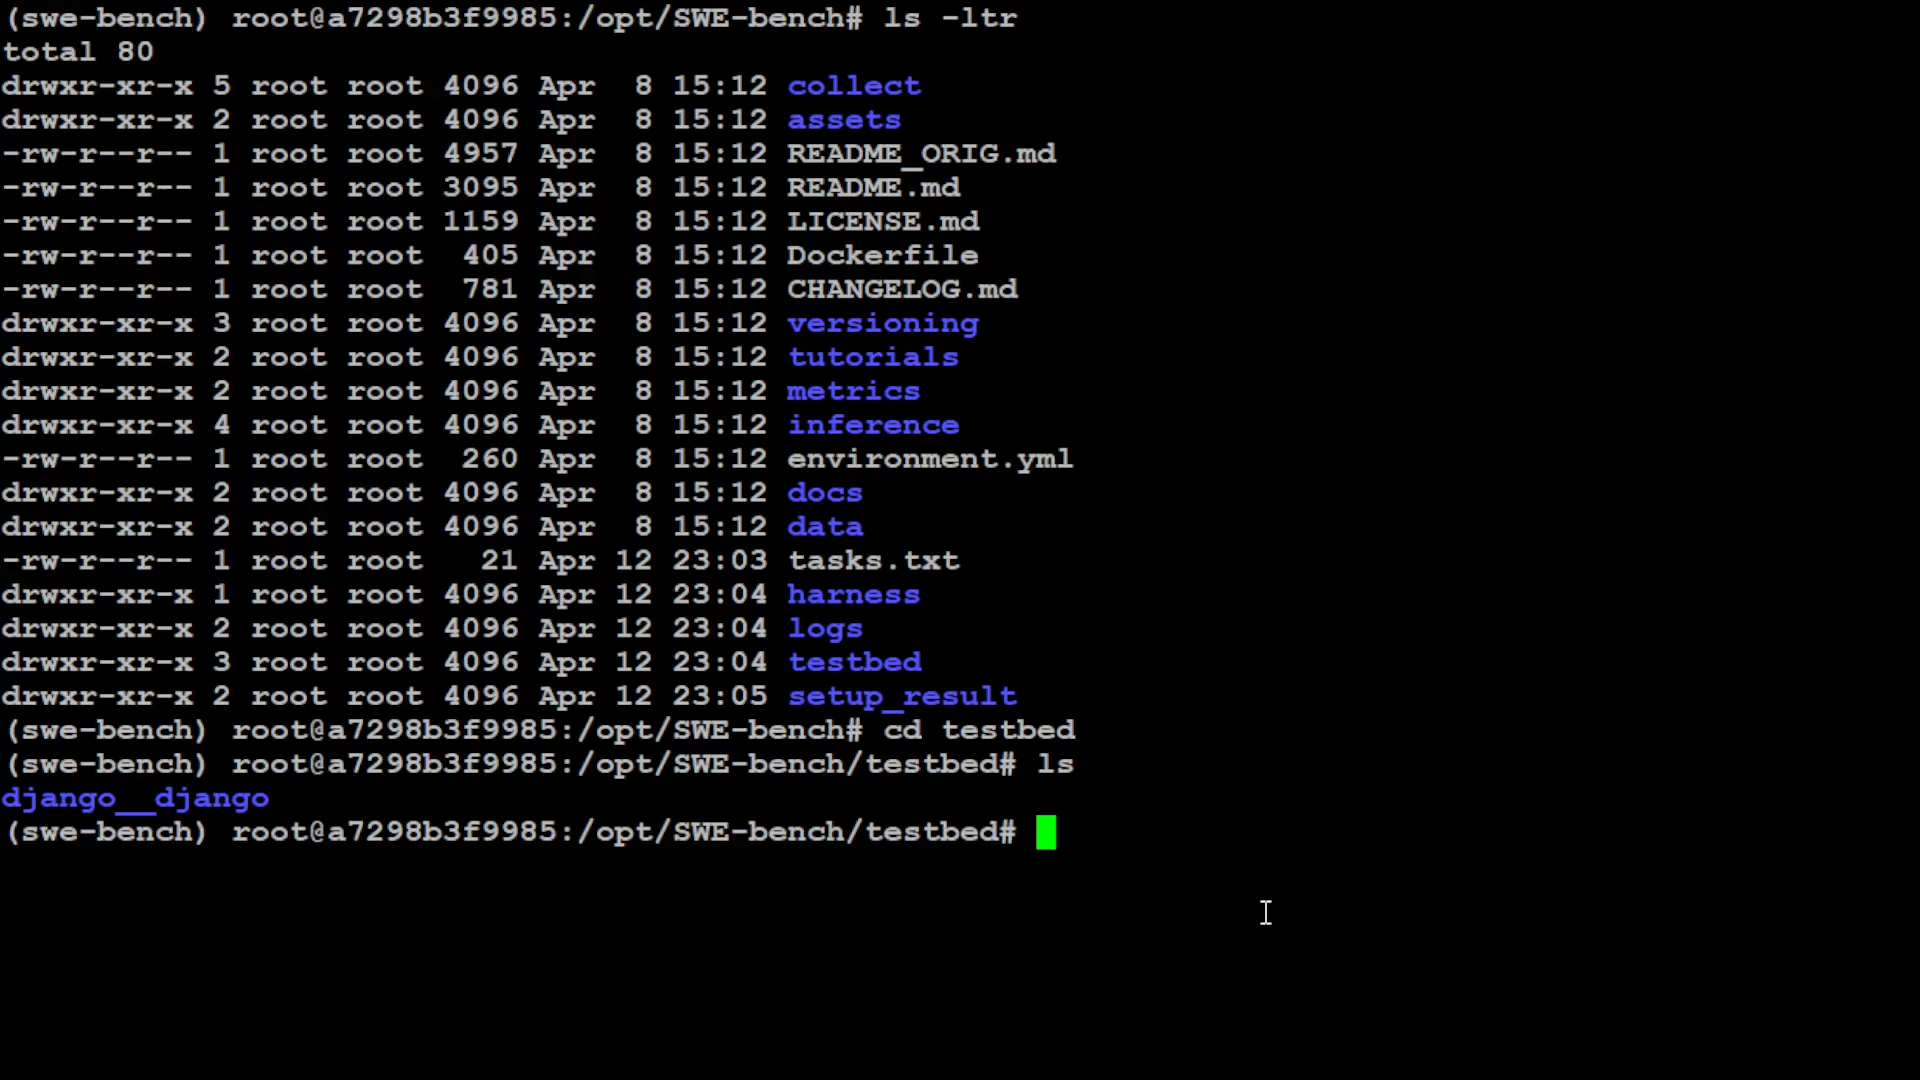 (swe-bench) root@a7298b3f9985:/opt/SWE-bench# ls -ltr
total 80
drwxr-xr-x 5 root root 4096 Apr  8 15:12 collect
drwxr-xr-x 2 root root 4096 Apr  8 15:12 assets
-rw-r--r-- 1 root root 4957 Apr  8 15:12 README_ORIG.md
-rw-r--r-- 1 root root 3095 Apr  8 15:12 README.md
-rw-r--r-- 1 root root 1159 Apr  8 15:12 LICENSE.md
-rw-r--r-- 1 root root  405 Apr  8 15:12 Dockerfile
-rw-r--r-- 1 root root  781 Apr  8 15:12 CHANGELOG.md
drwxr-xr-x 3 root root 4096 Apr  8 15:12 versioning
drwxr-xr-x 2 root root 4096 Apr  8 15:12 tutorials
drwxr-xr-x 2 root root 4096 Apr  8 15:12 metrics
drwxr-xr-x 4 root root 4096 Apr  8 15:12 inference
-rw-r--r-- 1 root root  260 Apr  8 15:12 environment.yml
drwxr-xr-x 2 root root 4096 Apr  8 15:12 docs
drwxr-xr-x 2 root root 4096 Apr  8 15:12 data
-rw-r--r-- 1 root root   21 Apr 12 23:03 tasks.txt
drwxr-xr-x 1 root root 4096 Apr 12 23:04 harness
drwxr-xr-x 2 root root 4096 Apr 12 23:04 logs
drwxr-xr-x 3 root root 4096 Apr 12 23:04 testbed
drwxr-xr-x 2 root root 4096 Apr 12 23:05 setup_result
(swe-bench) root@a7298b3f9985:/opt/SWE-bench# cd testbed
(swe-bench) root@a7298b3f9985:/opt/SWE-bench/testbed# ls
django__django
(swe-bench) root@a7298b3f9985:/opt/SWE-bench/testbed#